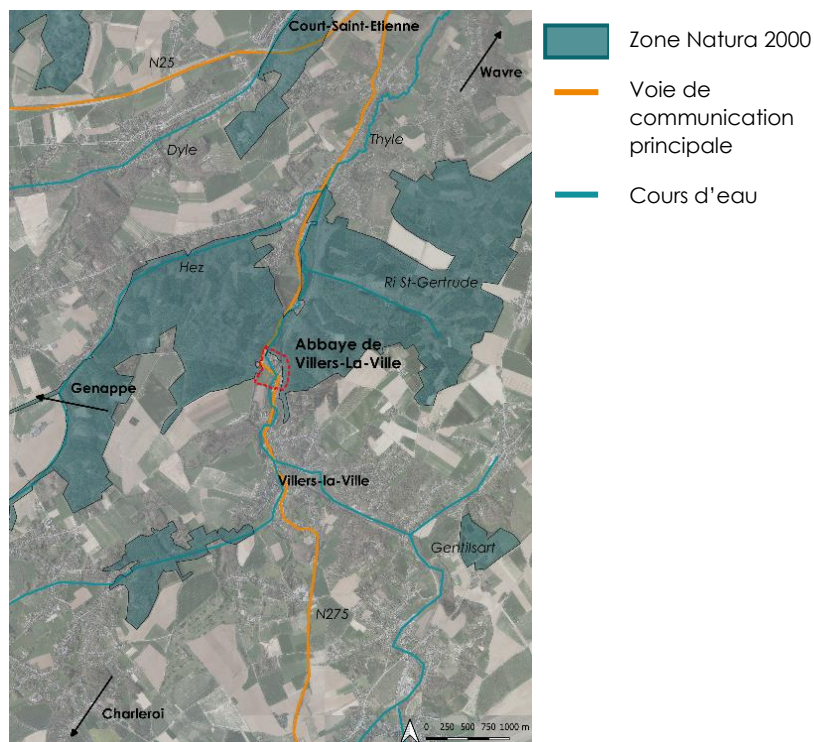 Court-Saint-Etienne
N25
Wavre
Dyle
Thyle
Hez
Ri St-Gertrude
Abbaye de
Villers-La-Ville
Genappe
Villers-la-Ville
Gentilsart
N275
Charleroi
0 250 500 750 1000 m
Zone Natura 2000
Voie de
communication
principale
Cours d'eau